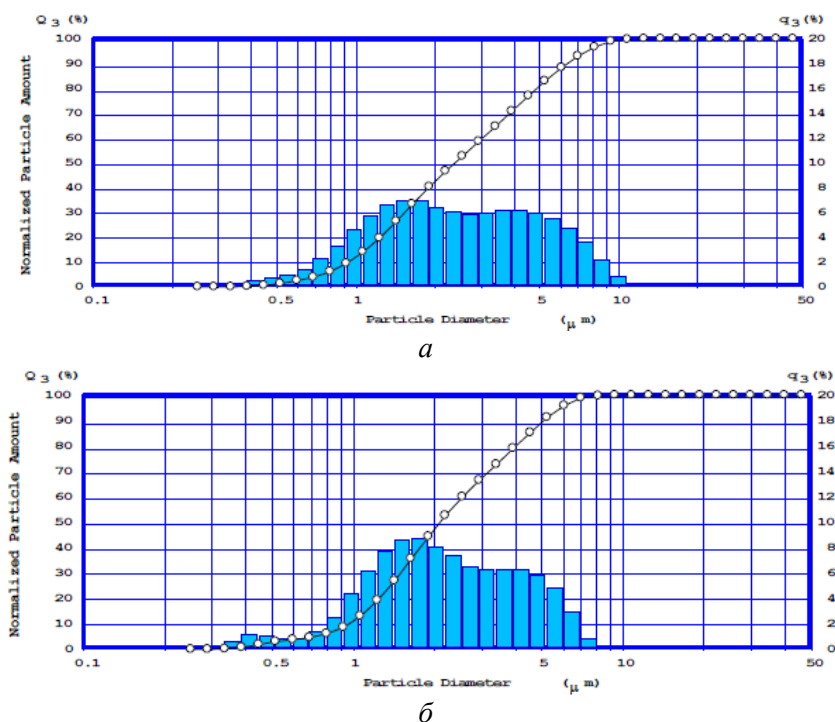 Q 3 (%) q 3 (%)
100 20
90 18
80 16
70 14
60 12
50 10
40 8
30 6
20 4
10 2
0 0
Normalized Particle Amount
0.1 0.5 1 5 10 50
Particle Diameter (μ m)
а
Q 3 (%) q 3 (%)
100 20
90 18
80 16
70 14
60 12
50 10
40 8
30 6
20 4
10 2
0 0
Normalized Particle Amount
0.1 0.5 1 5 10 50
Particle Diameter (μ m)
б